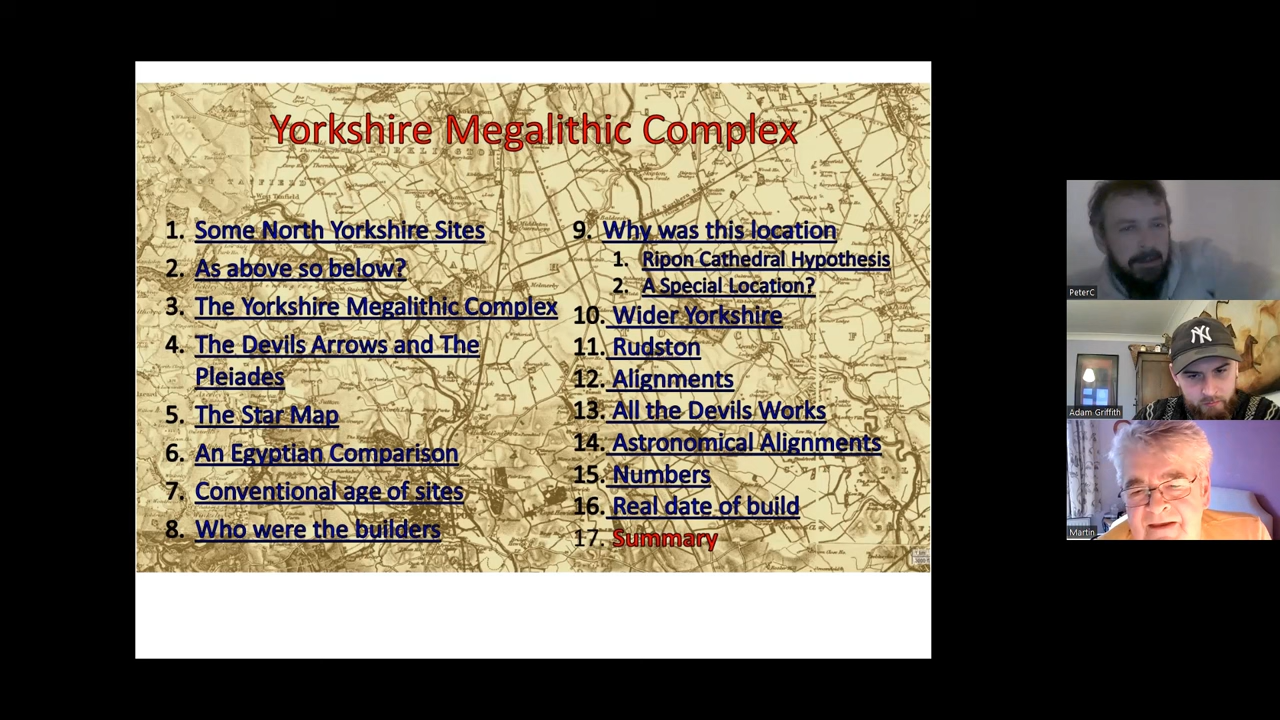 Yorkshire Megalithic Complex
1. Some North Yorkshire Sites
2. As above so below?
3. The Yorkshire Megalithic Complex
4. The Devils Arrows and The
Pleiades
5. The Star Map
6. An Egyptian Comparison
7. Conventional age of sites
8. Who were the builders
9. Why was this location
1. Ripon Cathedral Hypothesis
2. A Special Location?
10. Wider Yorkshire
11. Rudston
12. Alignments
13. All the Devils Works
14. Astronomical Alignments
15. Numbers
16. Real date of build
17. Summary
PeterC
NY
Adam Griffith
Martin